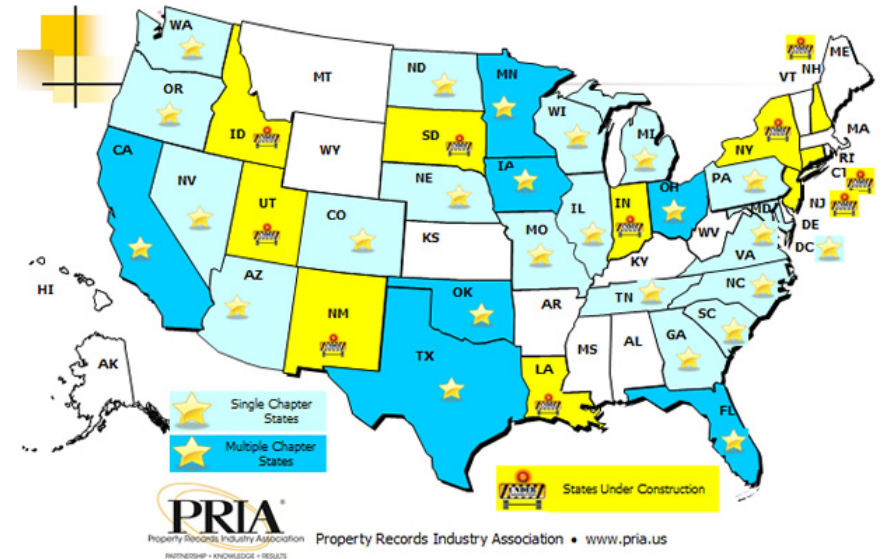 WA
MT
ND
MN
VT
NH
ME
OR
ID
WY
SD
WI
MI
NY
MA
RI
CT
CA
NV
UT
CO
NE
IA
IL
IN
OH
PA
NJ
MD
DE
DC
WV
VA
KS
MO
KY
HI
AZ
NM
OK
AR
TN
NC
SC
TX
LA
MS
AL
GA
FL
AK
Single Chapter
States
Multiple Chapter
States
UNDER
States Under Construction
PRIA®
Property Records Industry Association
PARTNERSHIP • KNOWLEDGE • RESULTS
Property Records Industry Association • www.pria.us